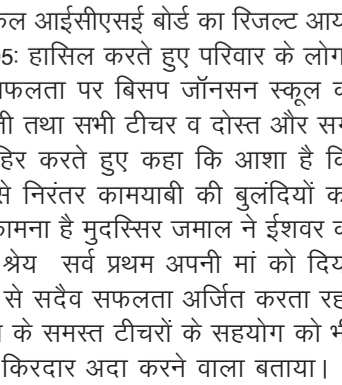 कल आईसीएसई बोर्ड का रिजल्ट आय
5: हासिल करते हुए परिवार के लोग
फलता पर बिसप जॉनसन स्कूल व
नी तथा सभी टीचर व दोस्त और सग
हिर करते हुए कहा कि आशा है कि
से निरंतर कामयाबी की बुलंदियों क
ामना है मुदस्सिर जमाल ने ईशवर व
श्रेय सर्व प्रथम अपनी मां को दिय
से सदैव सफलता अर्जित करता रह
के समस्त टीचरों के सहयोग को भ
किरदार अदा करने वाला बताया।